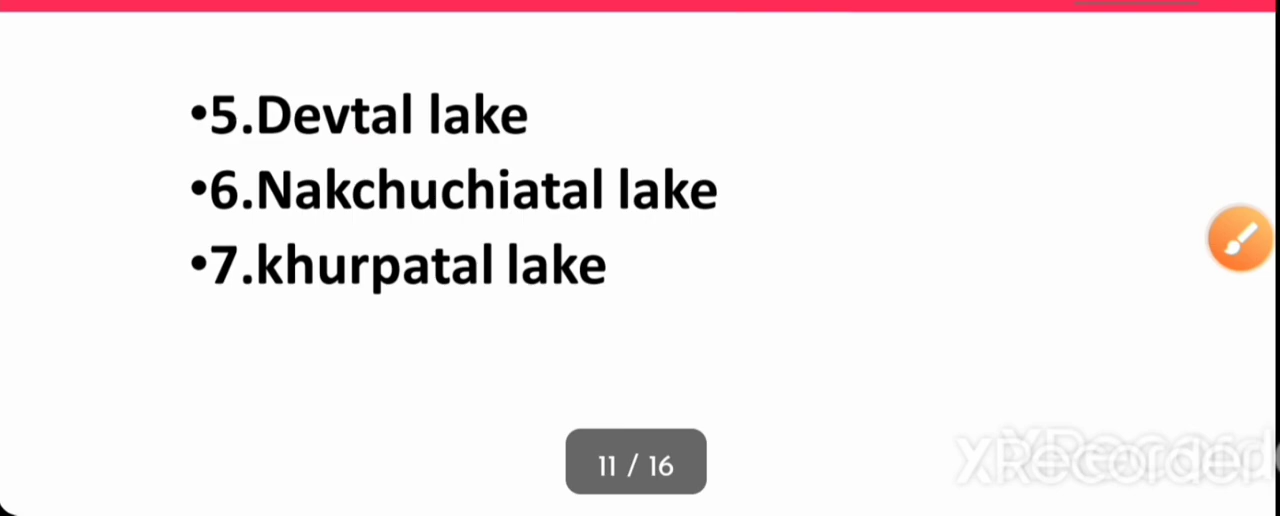 •5.Devtal lake
•6.Nakchuchiatal lake
•7.khurpatal lake
11 / 16
XRecorder